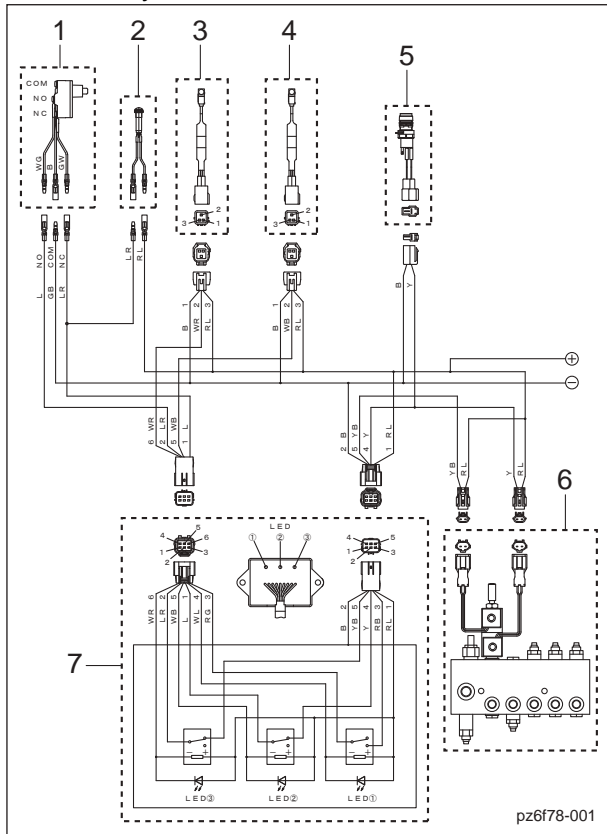 1
2
3
4
5
COM
NO
NC
WG
B
GW
3
2
1
3
2
1
NO
COM
NC
L
GB
LR
LR
RL
1
2
3
B
WR
RL
1
2
3
B
WB
RL
B
Y
⊕
⊖
6
2
5
1
WR
LR
WB
L
2
5
4
1
B
YB
Y
RL
YB
RL
Y
RL
6
7
LED
① ② ③
4
5
6
1
2
3
4
5
6
1
2
3
6
2
5
1
4
3
WR
LR
WB
L
WL
RG
2
5
4
3
1
B
YB
Y
RB
RL
- +
- +
- +
LED③
LED②
LED①
pz6f78-001